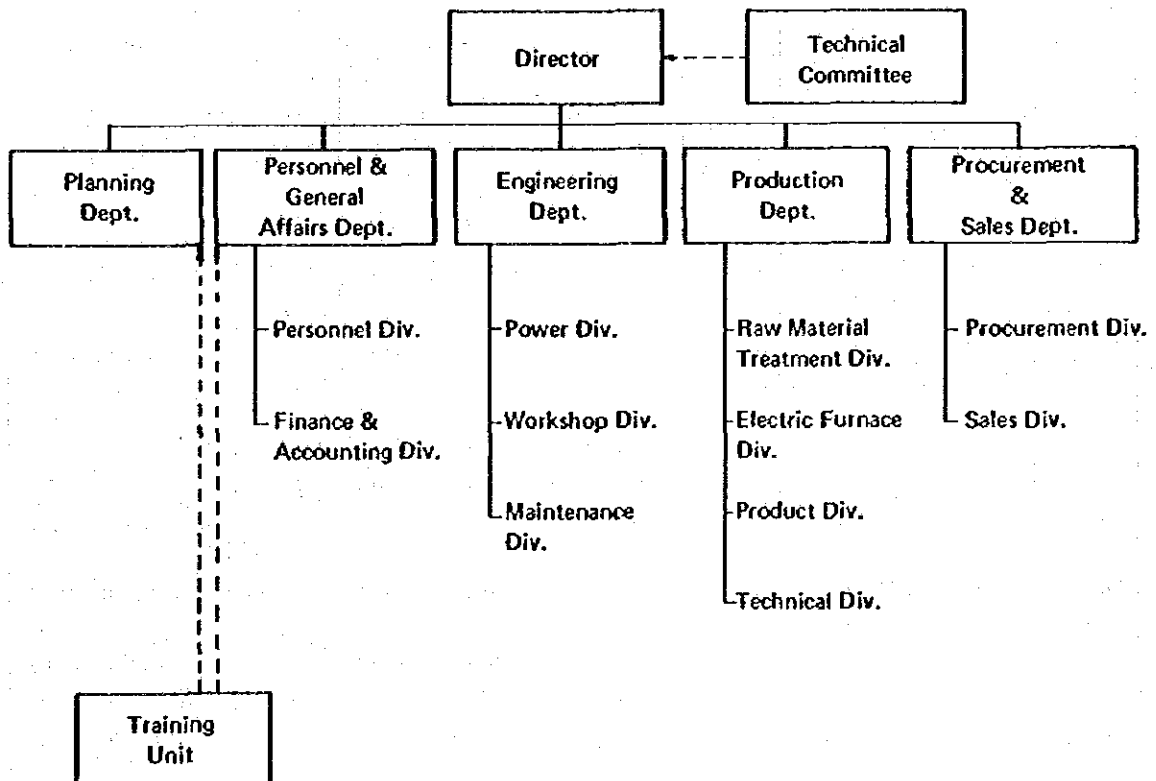 Director
Technical
Committee
Planning
Dept.
Personnel &
General
Affairs Dept.
Engineering
Dept.
Production
Dept.
Procurement
&
Sales Dept.
Personnel Div.
Finance &
Accounting Div.
Power Div.
Workshop Div.
Maintenance
Div.
Raw Material
Treatment Div.
Electric Furnace
Div.
Product Div.
Technical Div.
Procurement Div.
Sales Div.
Training
Unit